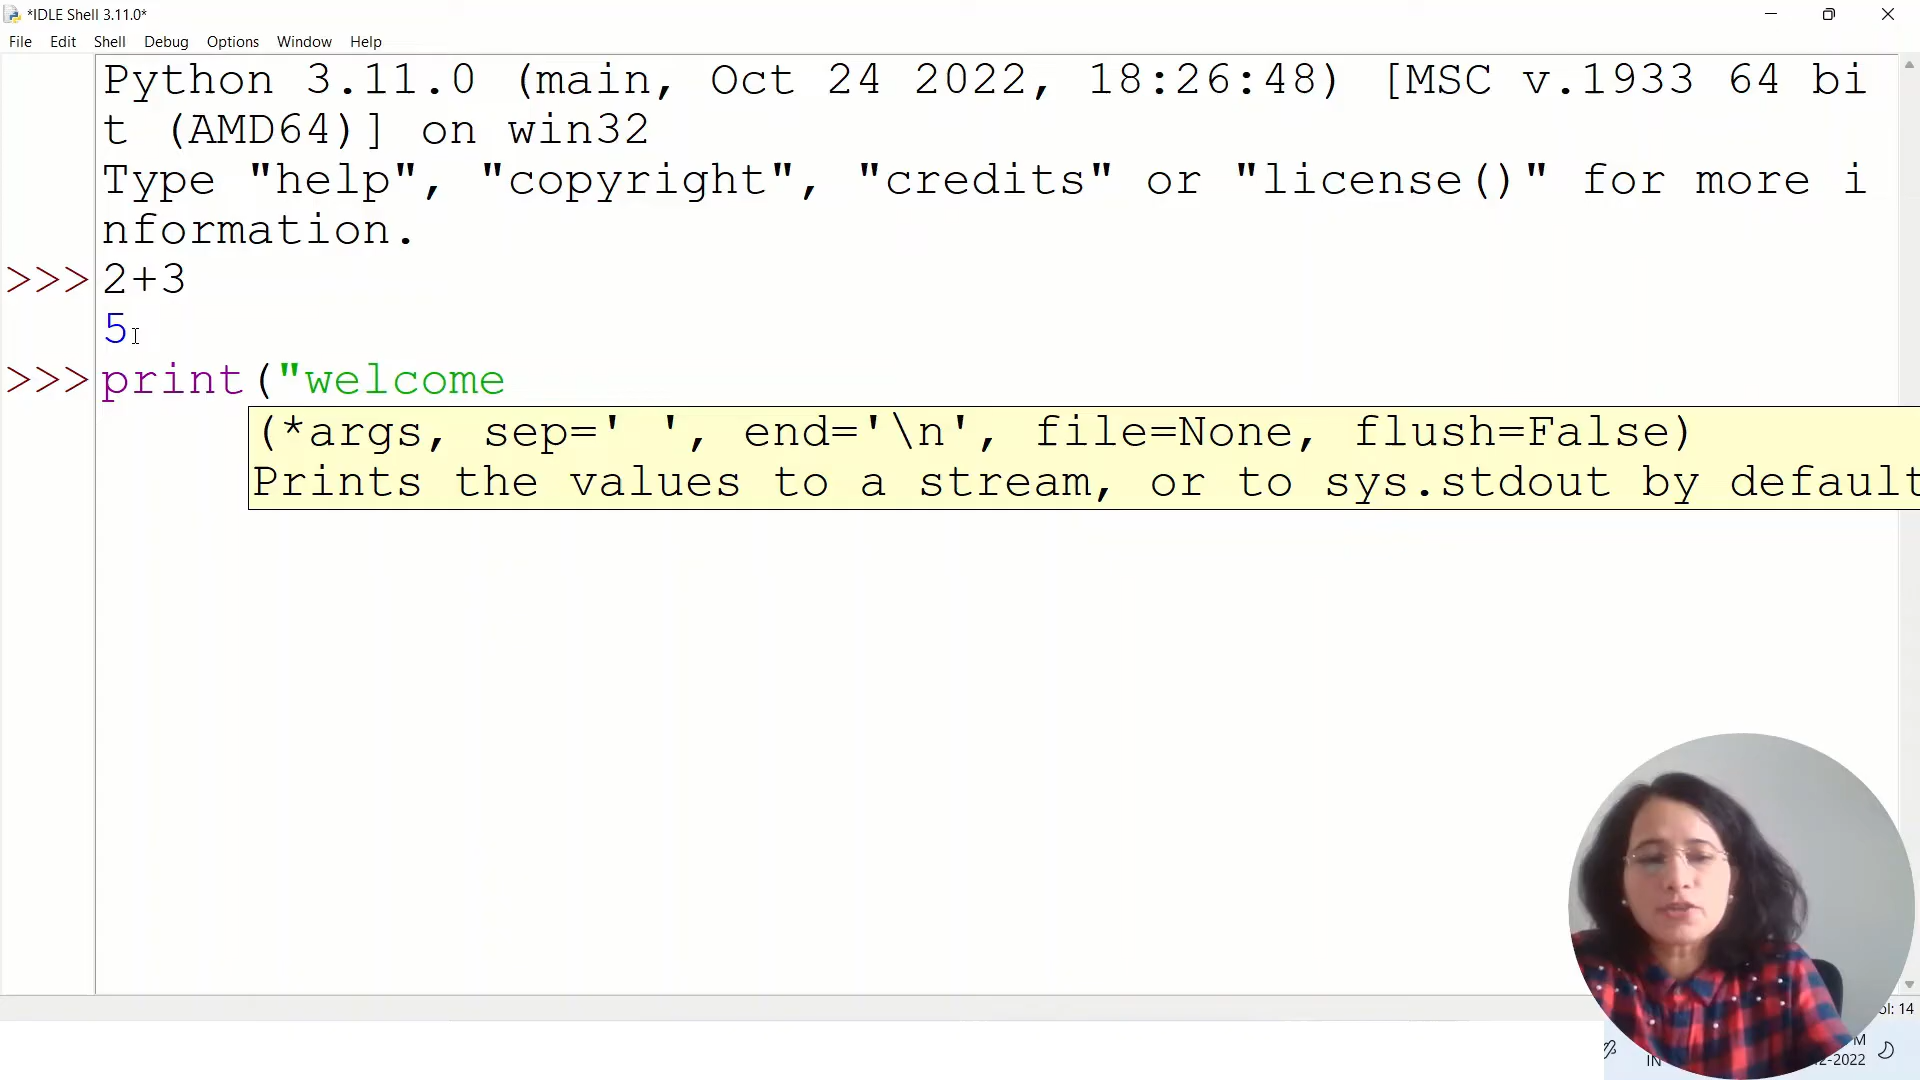 *IDLE Shell 3.11.0*
File Edit Shell Debug Options Window Help
Python 3.11.0 (main, Oct 24 2022, 18:26:48) [MSC v.1933 64 bi
t (AMD64)] on win32
Type "help", "copyright", "credits" or "license()" for more i
nformation.
>>> 2+3
5
>>> print("welcome
(*args, sep=' ', end='\n', file=None, flush=False)
Prints the values to a stream, or to sys.stdout by default
14
IN
2022